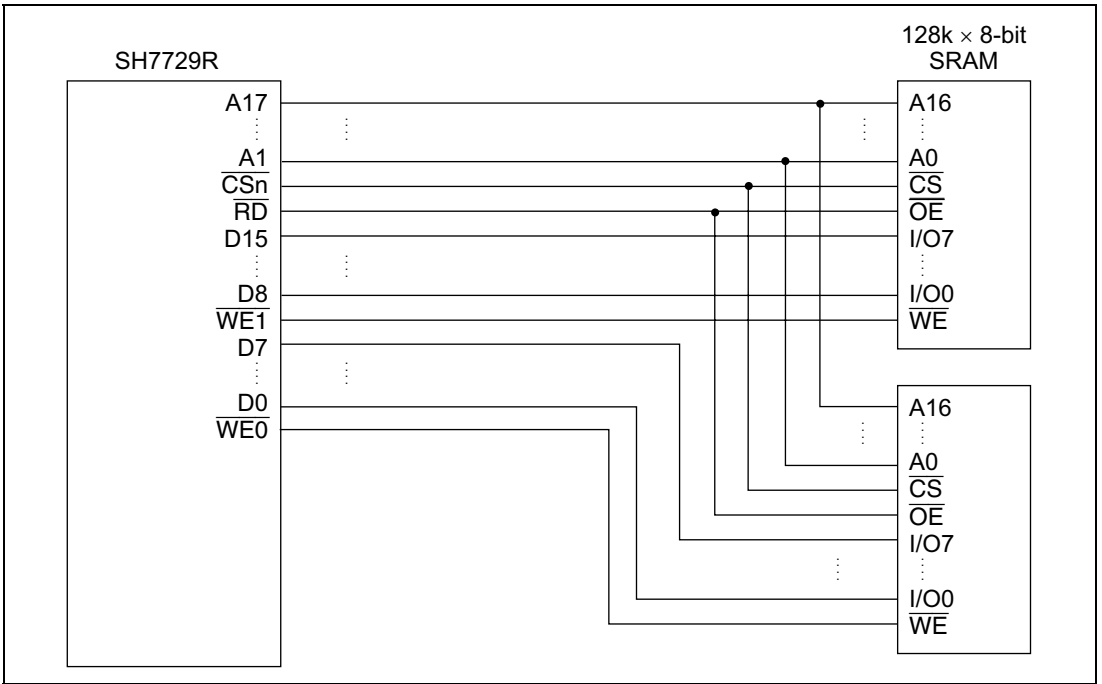 SH7729R
A17
A1
CSn
RD
D15
D8
WE1
D7
D0
WE0
128k × 8-bit
SRAM
A16
A0
CS
OE
I/O7
I/O0
WE
A16
A0
CS
OE
I/O7
I/O0
WE